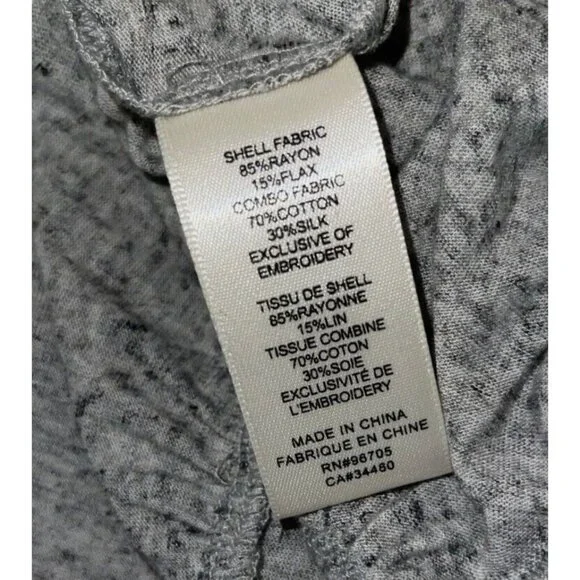 SHELL FABRIC
85%RAYON
15%FLAX
COMBO FABRIC
70%COTTON
30%SILK
EXCLUSIVE OF
EMBROIDERY
TISSU DE SHELL
85%RAYONNE
15%LIN
TISSUE COMBINE
70%COTON
30%SOIE
EXCLUSIVITÉ DE
L'EMBROIDERY
MADE IN CHINA
FABRIQUE EN CHINE
RN#96705
CA#34460